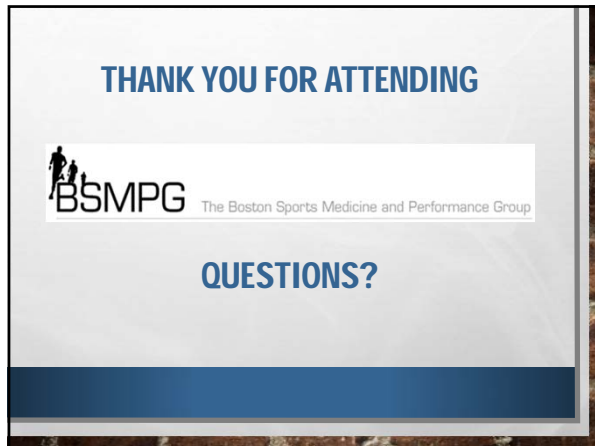 THANK YOU FOR ATTENDING
BSMPG The Boston Sports Medicine and Performance Group
QUESTIONS?